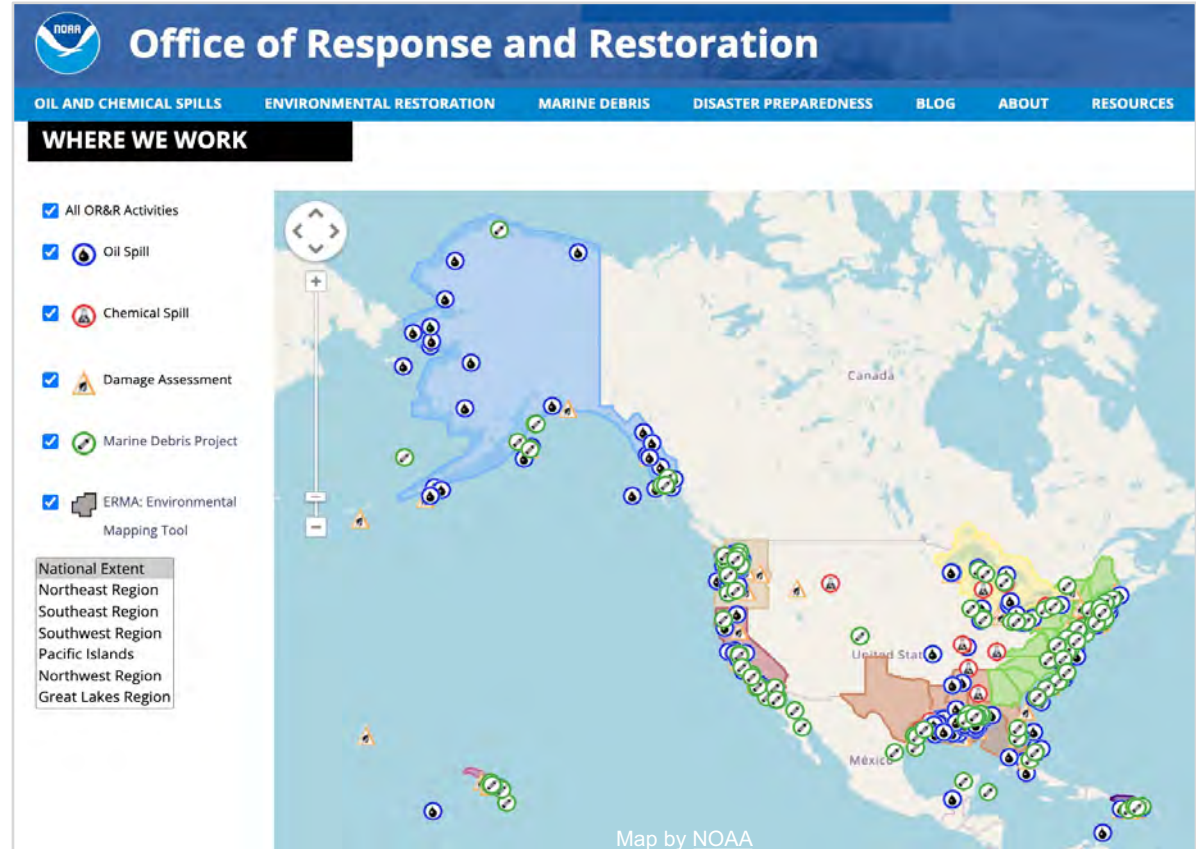 NOAA
Office of Response and Restoration
OIL AND CHEMICAL SPILLS ENVIRONMENTAL RESTORATION MARINE DEBRIS DISASTER PREPAREDNESS BLOG ABOUT RESOURCES
WHERE WE WORK
All OR&R Activities
Oil Spill
Chemical Spill
Damage Assessment
Marine Debris Project
ERMA: Environmental
Mapping Tool
National Extent
Northeast Region
Southeast Region
Southwest Region
Pacific Islands
Northwest Region
Great Lakes Region
Canada
United Stat
México
Map by NOAA